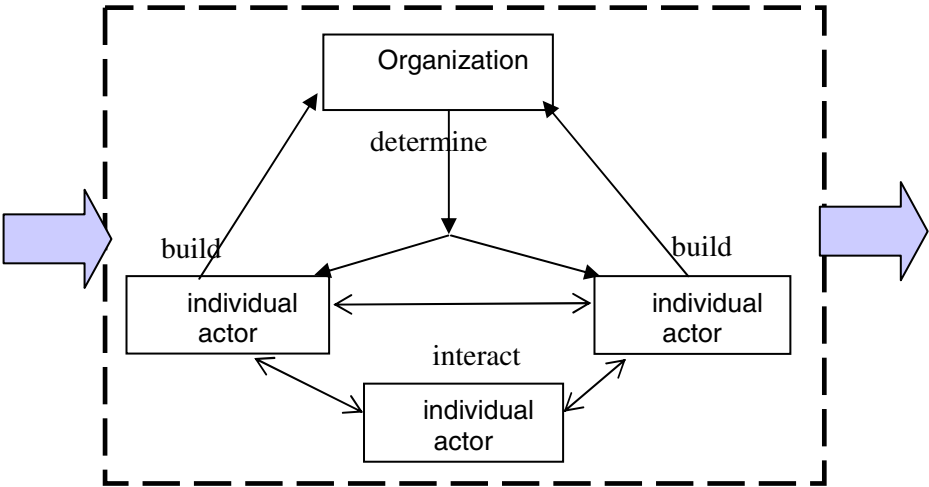 Organization
determine
build
build
individual
actor
individual
actor
interact
individual
actor